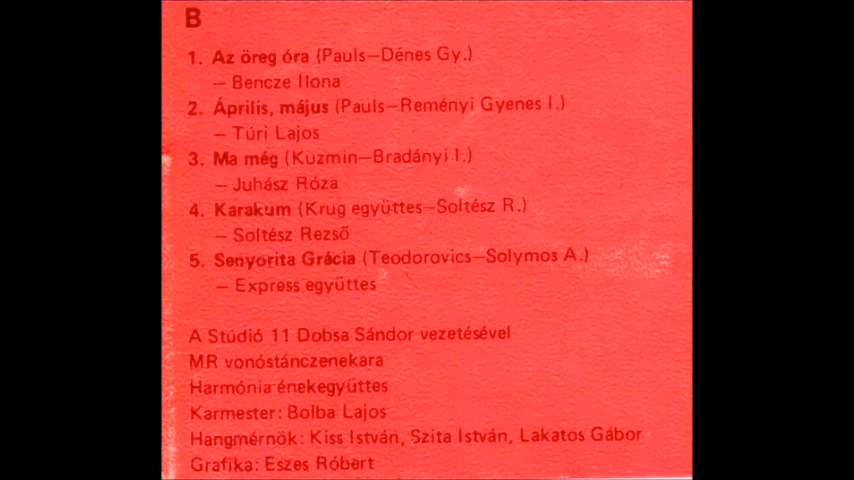 B
1. Az öreg óra (Pauls–Dénes Gy.)
– Bencze Ilona
2. Április, május (Pauls–Reményi Gyenes I.)
– Túri Lajos
3. Ma még (Kuzmin–Bradányi I.)
– Juhász Róza
4. Karakum (Krug együttes–Soltész R.)
– Soltész Rezső
5. Senyorita Grácia (Teodorovics–Solymos A.)
– Express együttes
A Stúdió 11 Dobsa Sándor vezetésével
MR vonóstánczenekara
Harmónia énekegyüttes
Karmester: Bolba Lajos
Hangmérnök: Kiss István, Szita István, Lakatos Gábor
Grafika: Eszes Róbert